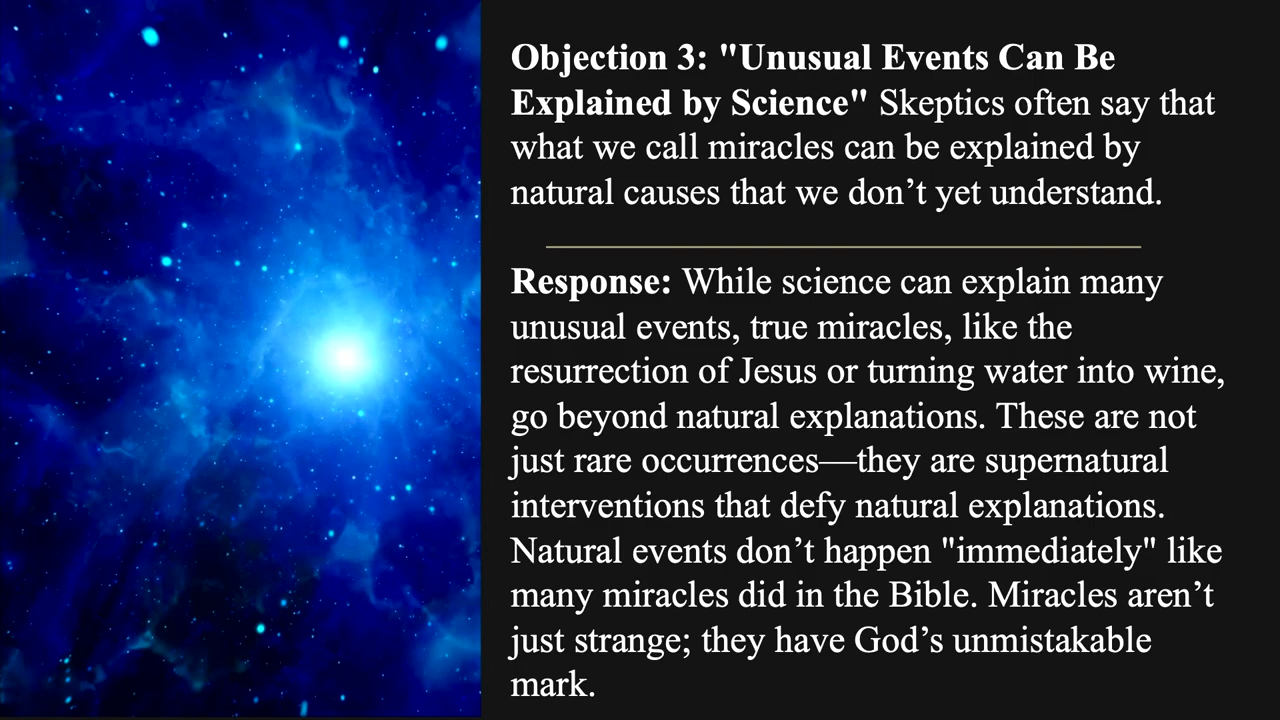 Objection 3: "Unusual Events Can Be
Explained by Science" Skeptics often say that
what we call miracles can be explained by
natural causes that we don’t yet understand.
Response: While science can explain many
unusual events, true miracles, like the
resurrection of Jesus or turning water into wine,
go beyond natural explanations. These are not
just rare occurrences—they are supernatural
interventions that defy natural explanations.
Natural events don’t happen "immediately" like
many miracles did in the Bible. Miracles aren’t
just strange; they have God’s unmistakable
mark.